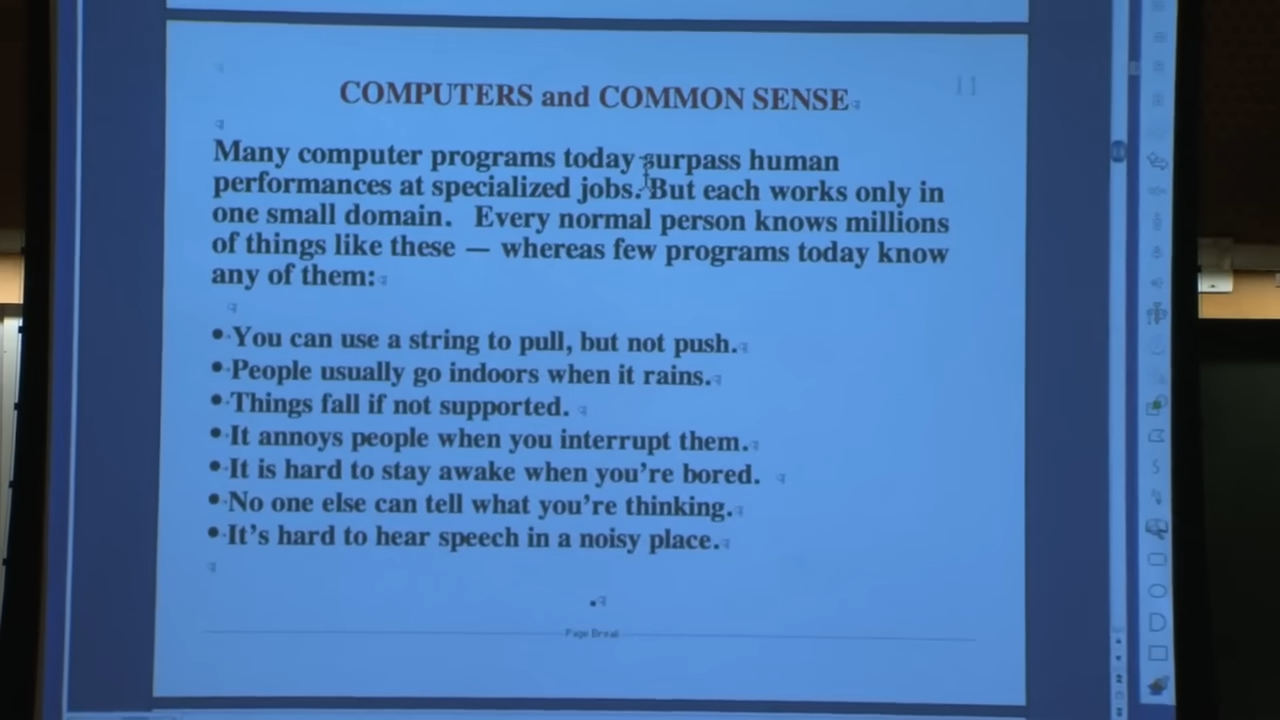 11
COMPUTERS and COMMON SENSE
Many computer programs today surpass human
performances at specialized jobs. But each works only in
one small domain. Every normal person knows millions
of things like these — whereas few programs today know
any of them:
• You can use a string to pull, but not push.
• People usually go indoors when it rains.
• Things fall if not supported.
• It annoys people when you interrupt them.
• It is hard to stay awake when you’re bored.
• No one else can tell what you’re thinking.
• It’s hard to hear speech in a noisy place.
•
Page Break